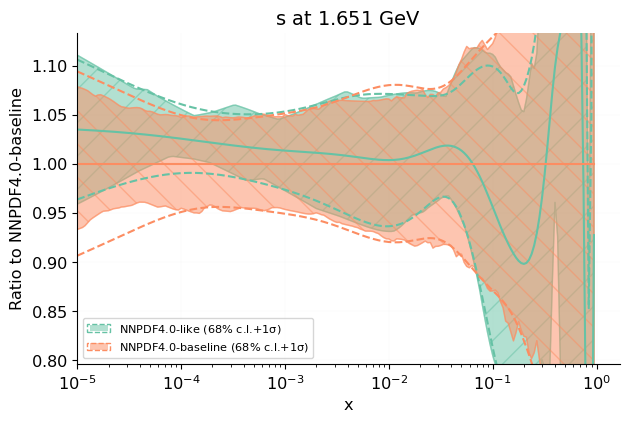 s at 1.651 GeV
Ratio to NNPDF4.0-baseline
1.10
1.05
1.00
0.95
0.90
0.85
0.80
NNPDF4.0-like (68% c.l.+1σ)
NNPDF4.0-baseline (68% c.l.+1σ)
10⁻⁵ 10⁻⁴ 10⁻³ 10⁻² 10⁻¹ 10⁰
x